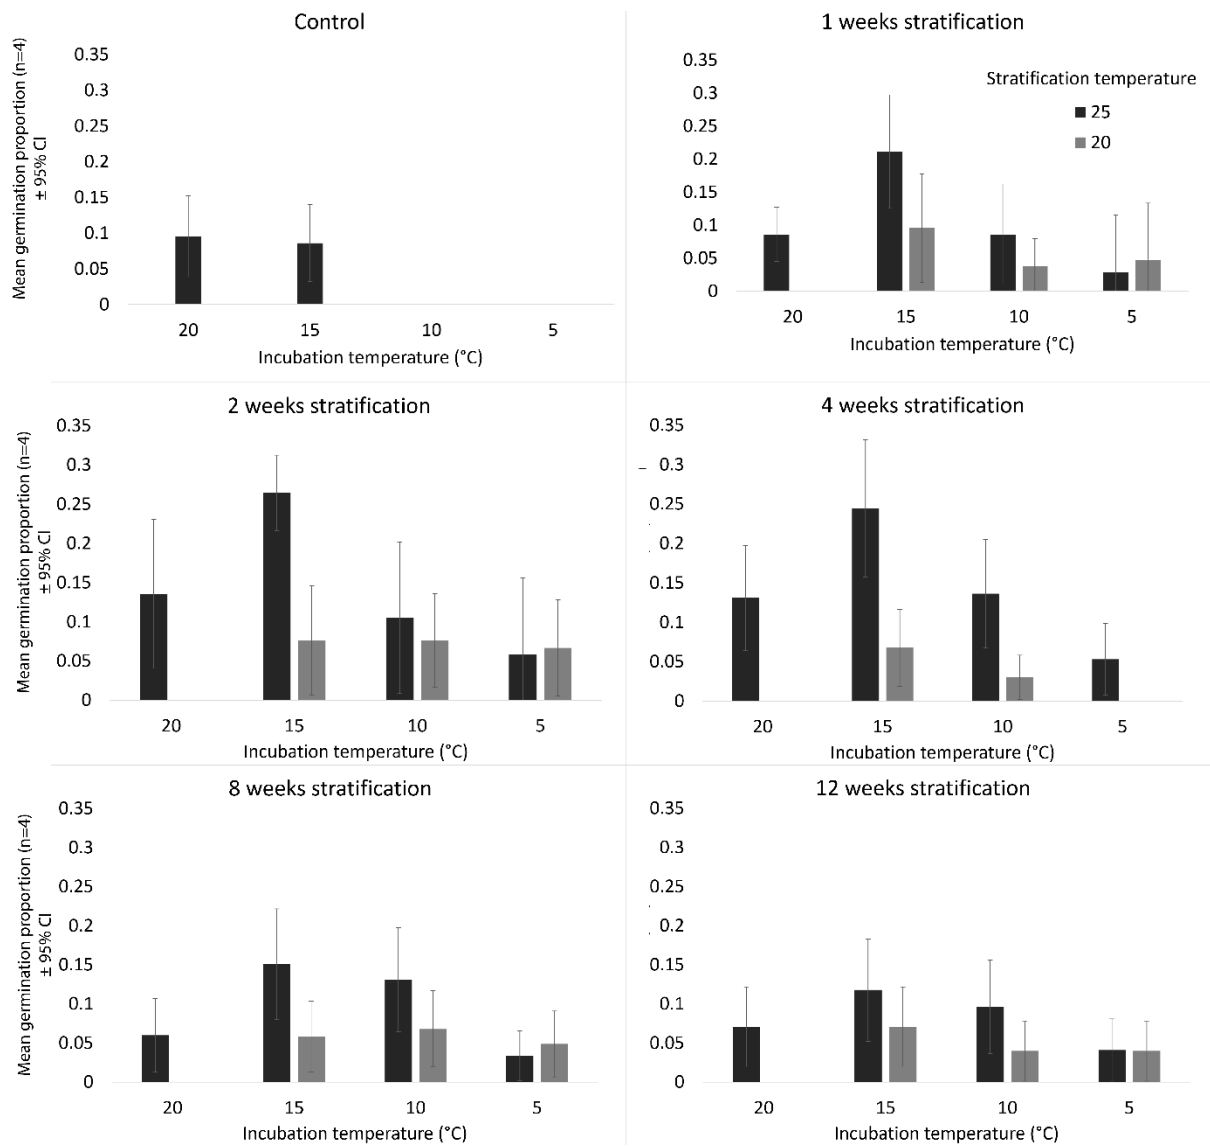 Control
Mean germination proportion (n=4)
± 95% CI
0.35
0.3
0.25
0.2
0.15
0.1
0.05
0
20 15 10 5
Incubation temperature (°C)
1 weeks stratification
0.35
0.3
0.25
0.2
0.15
0.1
0.05
0
Stratification temperature
25
20
20 15 10 5
Incubation temperature (°C)
2 weeks stratification
Mean germination proportion (n=4)
± 95% CI
0.35
0.3
0.25
0.2
0.15
0.1
0.05
0
20 15 10 5
Incubation temperature (°C)
4 weeks stratification
0.35
0.3
0.25
0.2
0.15
0.1
0.05
0
20 15 10 5
Incubation temperature (°C)
8 weeks stratification
Mean germination proportion (n=4)
± 95% CI
0.35
0.3
0.25
0.2
0.15
0.1
0.05
0
20 15 10 5
Incubation temperature (°C)
12 weeks stratification
0.35
0.3
0.25
0.2
0.15
0.1
0.05
0
20 15 10 5
Incubation temperature (°C)